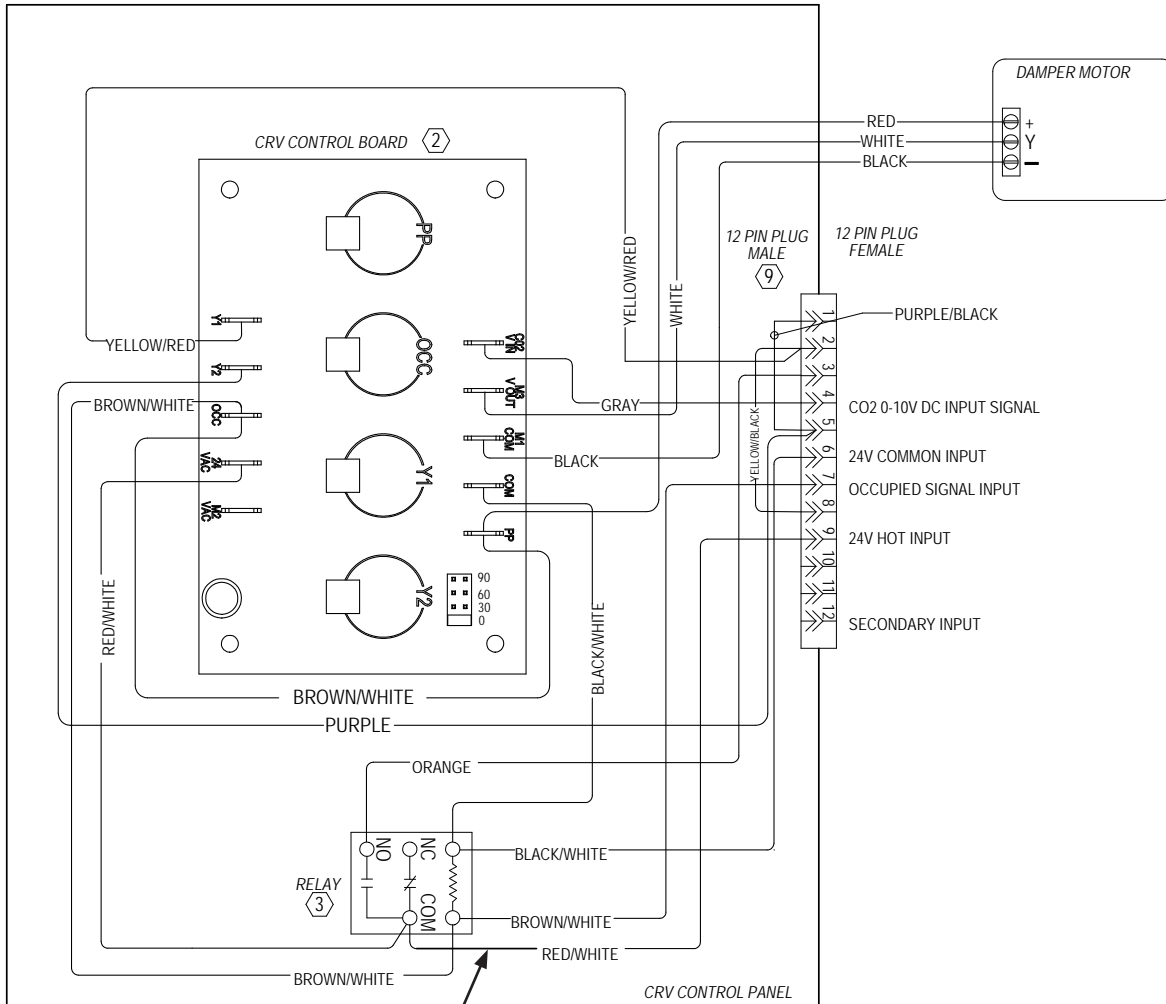 DAMPER MOTOR
RED
+
WHITE
Y
BLACK
CRV CONTROL BOARD 2
12 PIN PLUG
MALE
9
12 PIN PLUG
FEMALE
PP
YELLOW/RED
WHITE
1
PURPLE/BLACK
Y1
YELLOW/RED
OCC
CO2
V IN
2
3
Y2
BROWN/WHITE
M3
V OUT
GRAY
4
CO2 0-10V DC INPUT SIGNAL
OCC
M1
COM
BLACK
YELLOW/BLACK
5
6
24V COMMON INPUT
24
VAC
Y1
COM
7
OCCUPIED SIGNAL INPUT
8
M2
VAC
PP
9
24V HOT INPUT
10
Y2
90
60
30
0
11
12
SECONDARY INPUT
RED/WHITE
BLACK/WHITE
BROWN/WHITE
PURPLE
ORANGE
NO
NC
BLACK/WHITE
RELAY
3
COM
BROWN/WHITE
RED/WHITE
BROWN/WHITE
CRV CONTROL PANEL